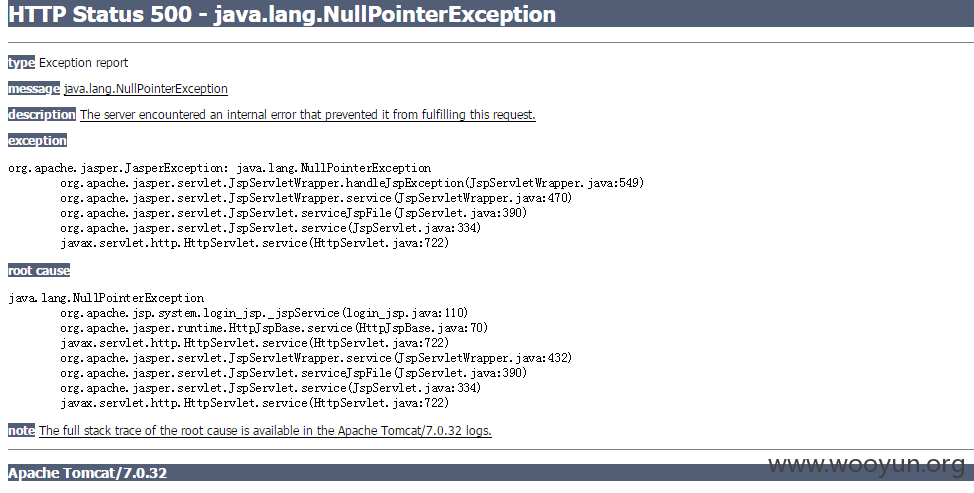 HTTP Status 500 - java.lang.NullPointerException
type Exception report
message java.lang.NullPointerException
description The server encountered an internal error that prevented it from fulfilling this request.
exception
org.apache.jasper.JasperException: java.lang.NullPointerException
org.apache.jasper.servlet.JspServletWrapper.handleJspException(JspServletWrapper.java:549)
org.apache.jasper.servlet.JspServletWrapper.service(JspServletWrapper.java:470)
org.apache.jasper.servlet.JspServlet.serviceJspFile(JspServlet.java:390)
org.apache.jasper.servlet.JspServlet.service(JspServlet.java:334)
javax.servlet.http.HttpServlet.service(HttpServlet.java:722)
root cause
java.lang.NullPointerException
org.apache.jsp.system.login_jsp._jspService(login_jsp.java:110)
org.apache.jasper.runtime.HttpJspBase.service(HttpJspBase.java:70)
javax.servlet.http.HttpServlet.service(HttpServlet.java:722)
org.apache.jasper.servlet.JspServletWrapper.service(JspServletWrapper.java:432)
org.apache.jasper.servlet.JspServlet.serviceJspFile(JspServlet.java:390)
org.apache.jasper.servlet.JspServlet.service(JspServlet.java:334)
javax.servlet.http.HttpServlet.service(HttpServlet.java:722)
note The full stack trace of the root cause is available in the Apache Tomcat/7.0.32 logs.
Apache Tomcat/7.0.32
www.wooyun.org